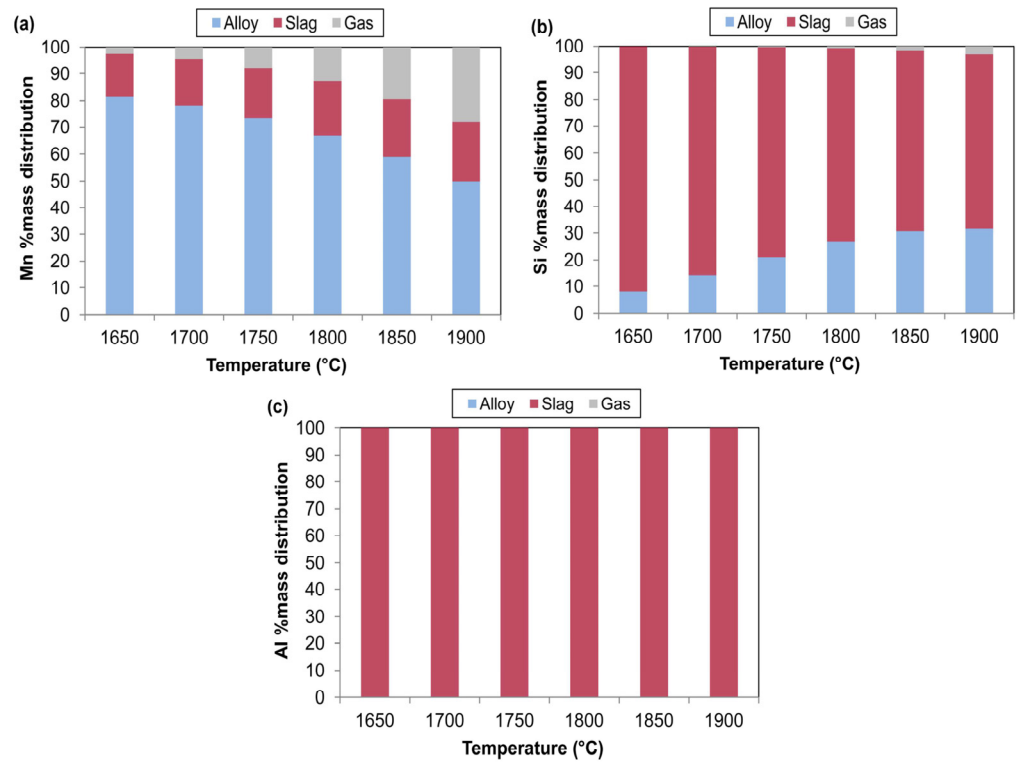 (a)
Alloy Slag Gas
Mn %mass distribution
100
90
80
70
60
50
40
30
20
10
0
1650 1700 1750 1800 1850 1900
Temperature (°C)
(b)
Alloy Slag Gas
Si %mass distribution
100
90
80
70
60
50
40
30
20
10
0
1650 1700 1750 1800 1850 1900
Temperature (°C)
(c)
Alloy Slag Gas
Al %mass distribution
100
90
80
70
60
50
40
30
20
10
0
1650 1700 1750 1800 1850 1900
Temperature (°C)